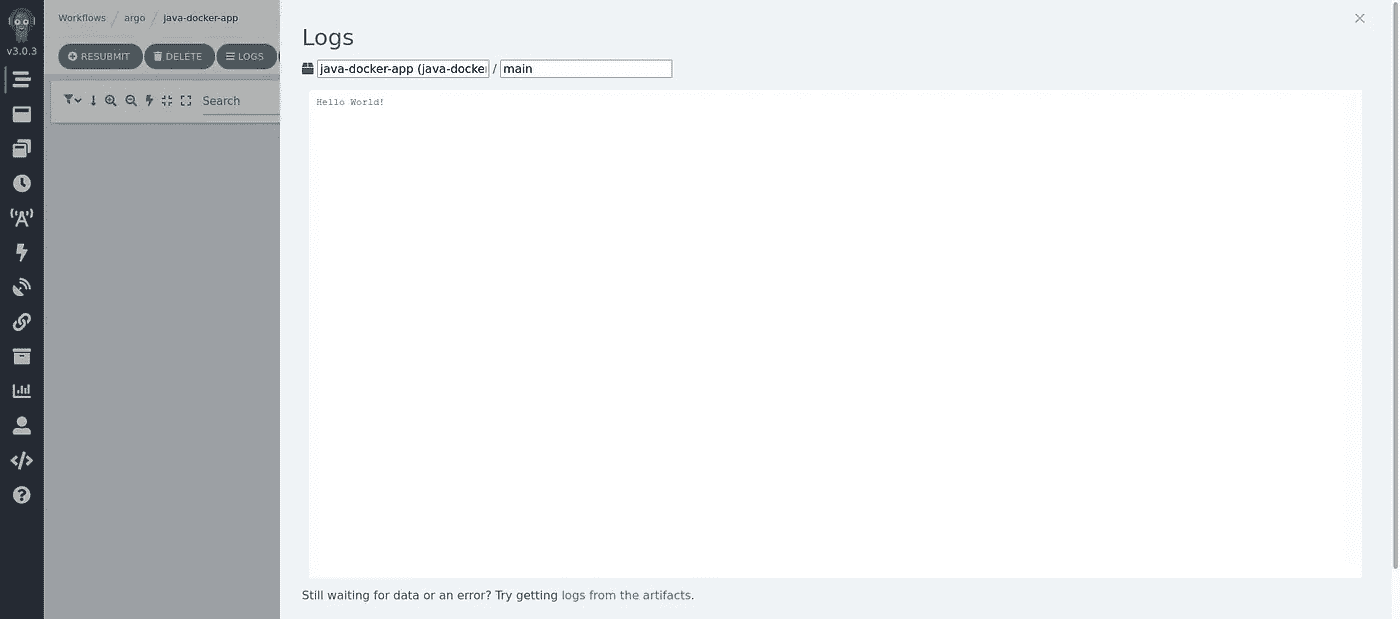 Workflows / argo / java-docker-app
v3.0.3
RESUBMIT DELETE LOGS
Search
Logs
java-docker-app (java-docke / main
Hello World!
Still waiting for data or an error? Try getting logs from the artifacts.